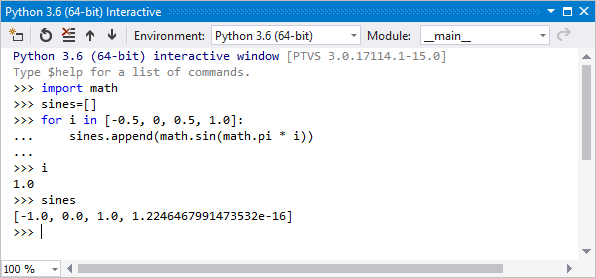 Python 3.6 (64-bit) Interactive
Environment: Python 3.6 (64-bit) Module: __main__
Python 3.6 (64-bit) interactive window [PTVS 3.0.17114.1-15.0]
Type $help for a list of commands.
>>> import math
>>> sines=[]
>>> for i in [-0.5, 0, 0.5, 1.0]:
...     sines.append(math.sin(math.pi * i))
...
>>> i
1.0
>>> sines
[-1.0, 0.0, 1.0, 1.2246467991473532e-16]
>>>
100 %